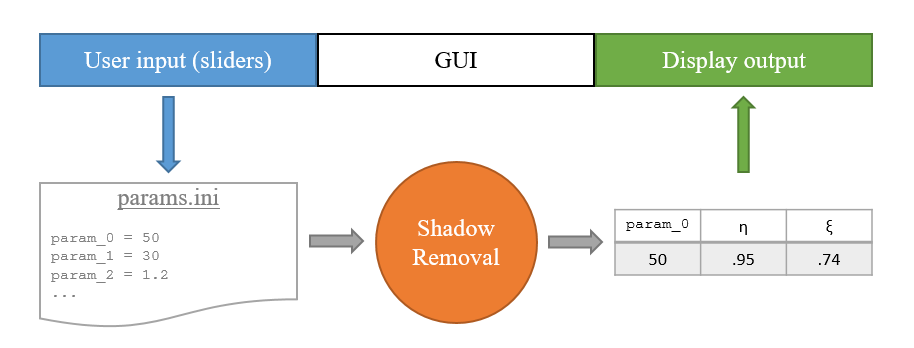 User input (sliders)
GUI
Display output
params.ini
param_0 = 50
param_1 = 30
param_2 = 1.2
...
Shadow
Removal
param_0 η ξ
50 .95 .74